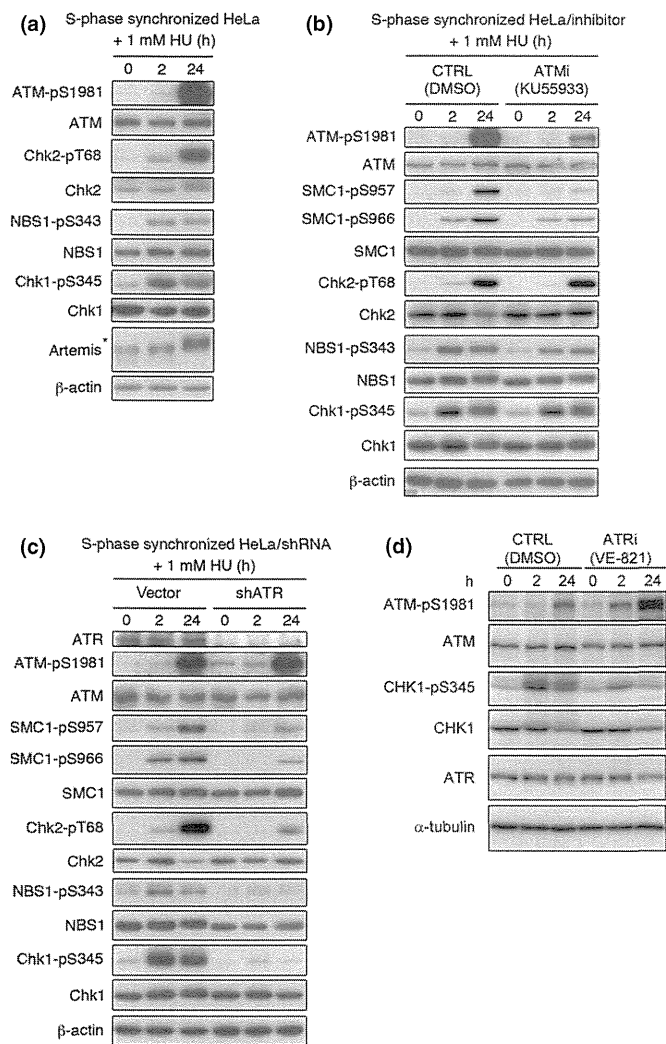 (a)
S-phase synchronized HeLa
+ 1 mM HU (h)
0 2 24
ATM-pS1981
ATM
Chk2-pT68
Chk2
NBS1-pS343
NBS1
Chk1-pS345
Chk1
Artemis*
β-actin
(b)
S-phase synchronized HeLa/inhibitor
+ 1 mM HU (h)
CTRL ATMi
(DMSO) (KU55933)
0 2 24 0 2 24
ATM-pS1981
ATM
SMC1-pS957
SMC1-pS966
SMC1
Chk2-pT68
Chk2
NBS1-pS343
NBS1
Chk1-pS345
Chk1
β-actin
(c)
S-phase synchronized HeLa/shRNA
+ 1 mM HU (h)
Vector shATR
0 2 24 0 2 24
ATR
ATM-pS1981
ATM
SMC1-pS957
SMC1-pS966
SMC1
Chk2-pT68
Chk2
NBS1-pS343
NBS1
Chk1-pS345
Chk1
β-actin
(d)
CTRL ATRi
(DMSO) (VE-821)
h 0 2 24 0 2 24
ATM-pS1981
ATM
CHK1-pS345
CHK1
ATR
α-tubulin